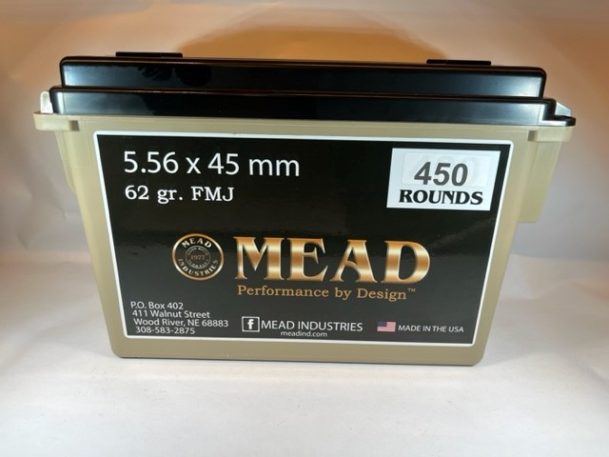 5.56 x 45 mm
62 gr. FMJ
450
ROUNDS
MEAD
INDUSTRIES
1971
MEAD
Performance by Design™
P.O. Box 402
411 Walnut Street
Wood River, NE 68883
308-583-2875
f MEAD INDUSTRIES
meadind.com
MADE IN THE USA